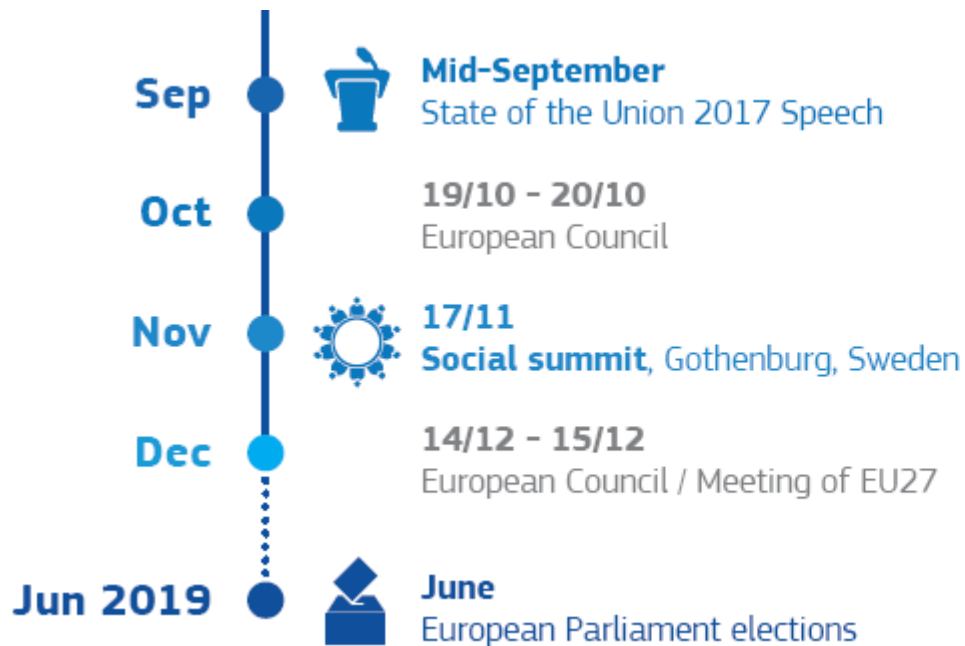 Sep
Mid-September
State of the Union 2017 Speech
Oct
19/10 - 20/10
European Council
Nov
17/11
Social summit, Gothenburg, Sweden
Dec
14/12 - 15/12
European Council / Meeting of EU27
Jun 2019
June
European Parliament elections